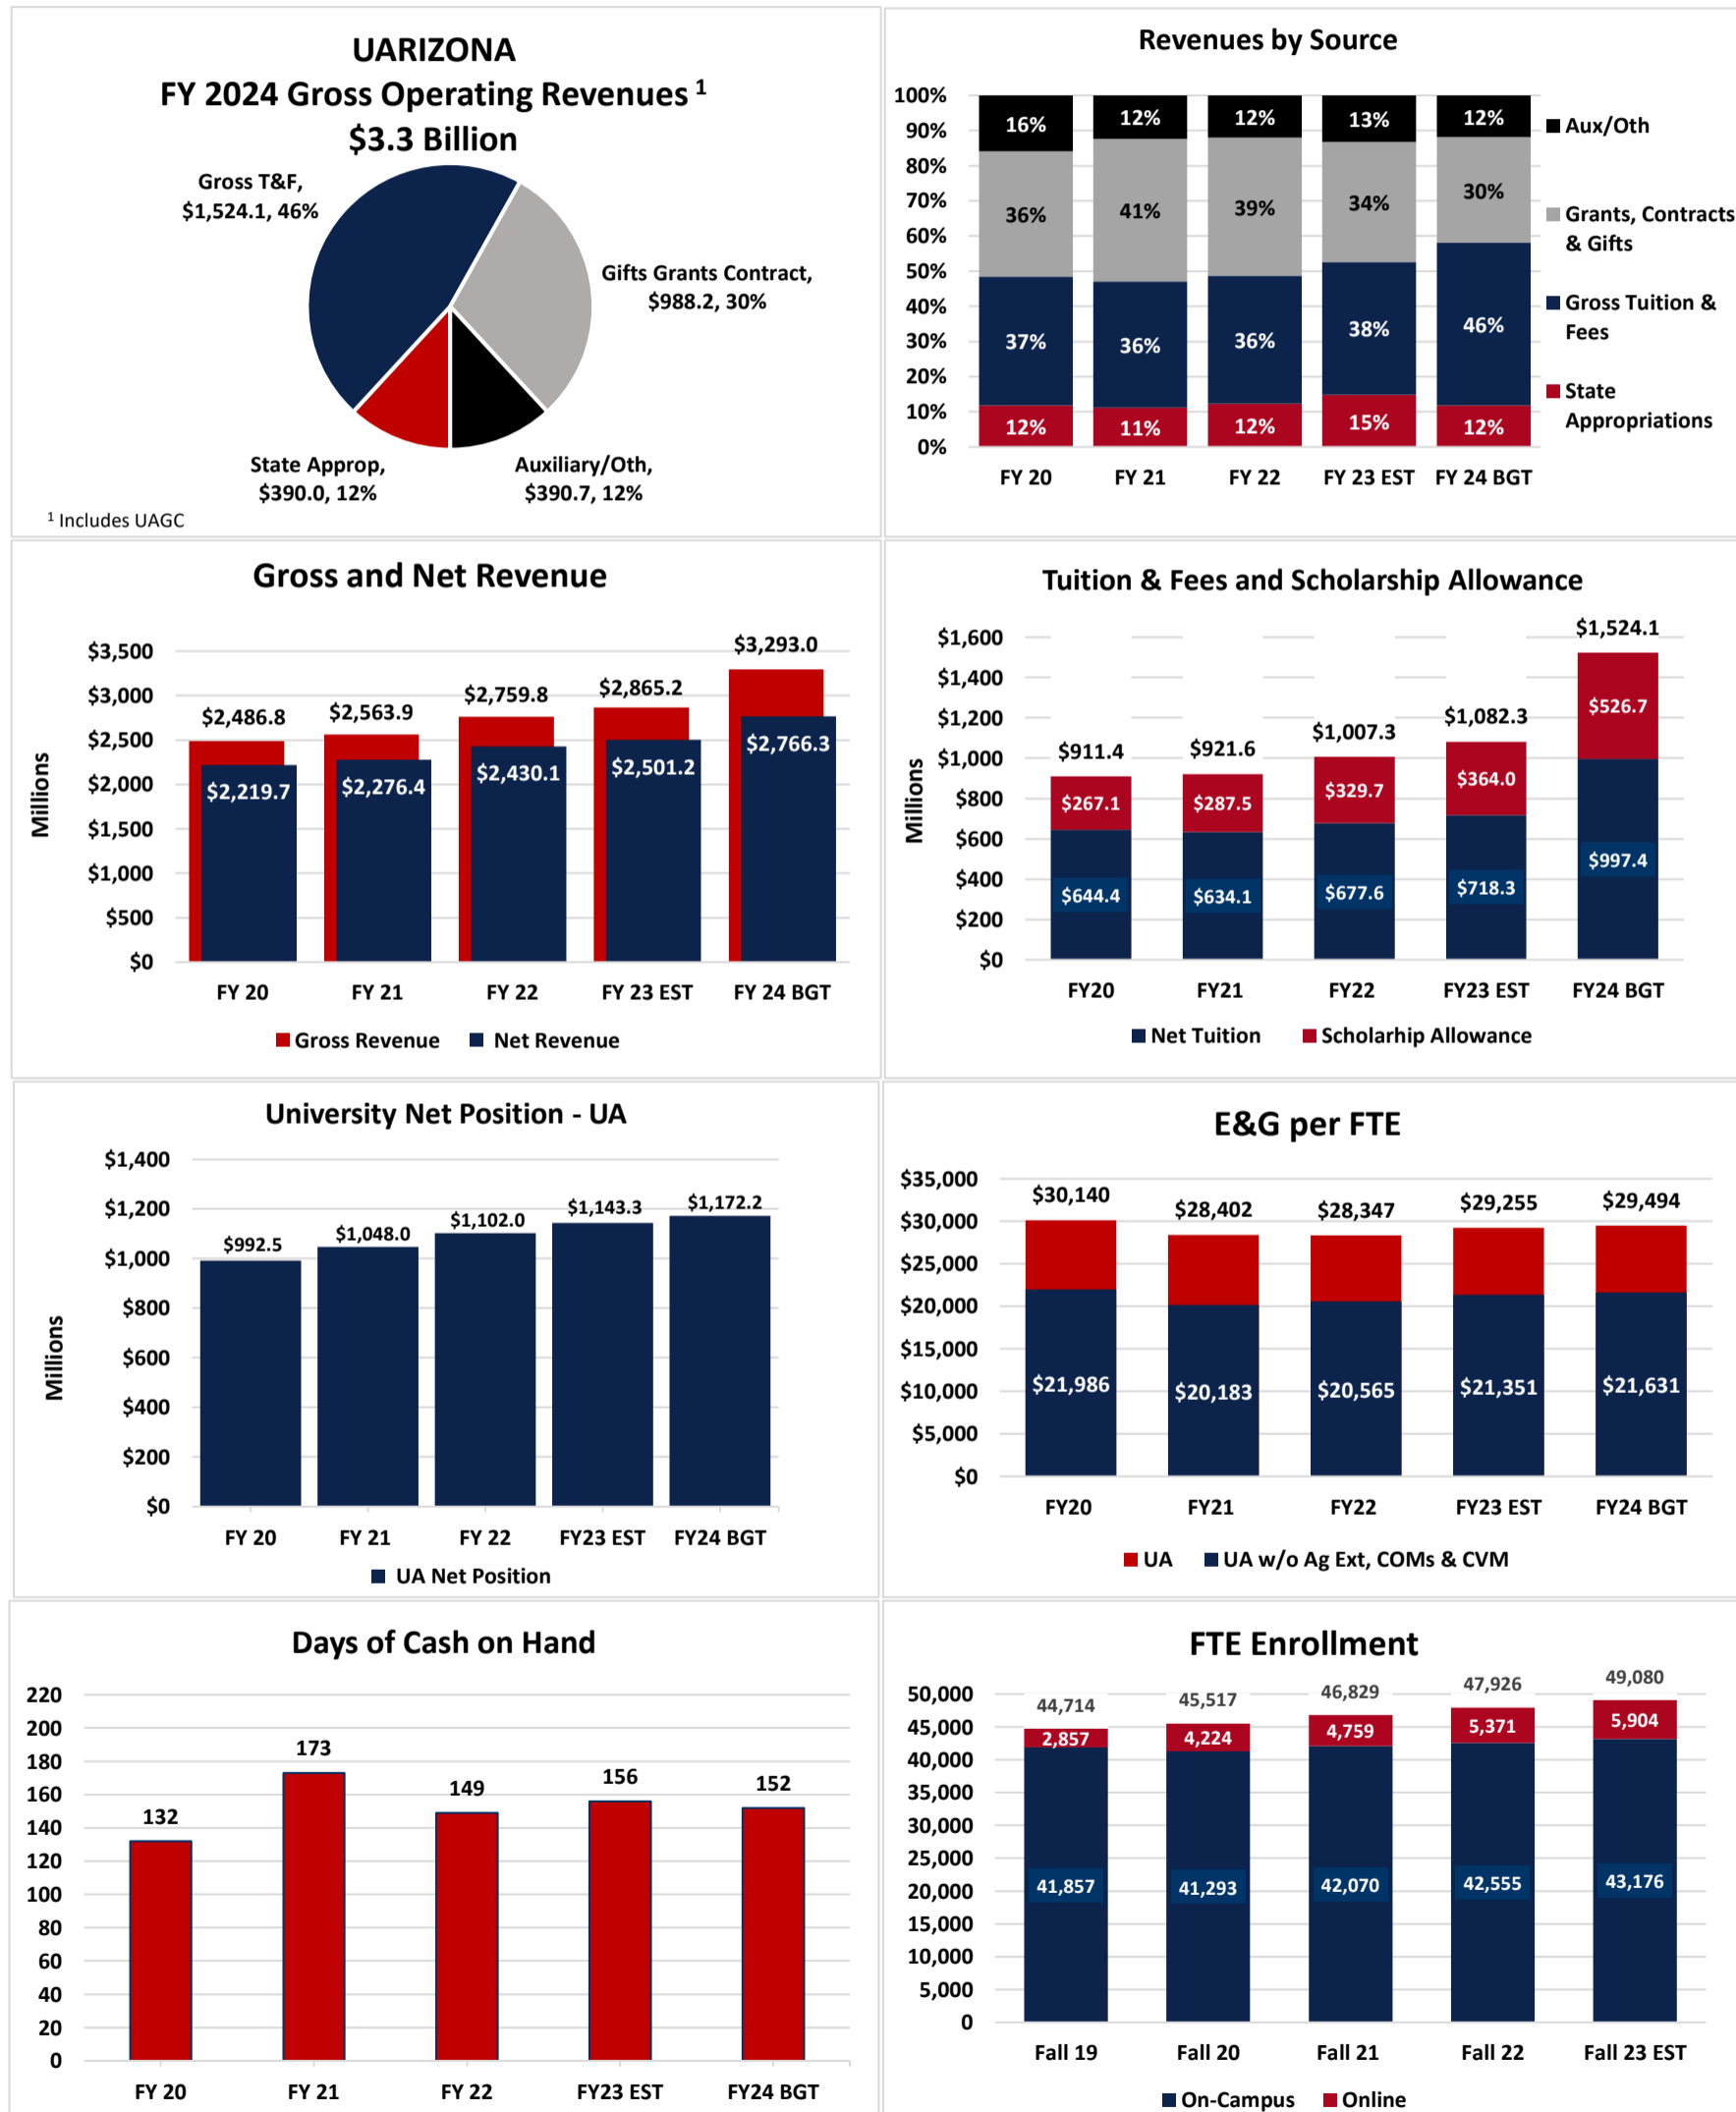 UARIZONA
FY 2024 Gross Operating Revenues 1
$3.3 Billion
Gross T&F,
$1,524.1, 46%
Gifts Grants Contract,
$988.2, 30%
State Approp,
$390.0, 12%
Auxiliary/Oth,
$390.7, 12%
1 Includes UAGC
Revenues by Source
100%
90%
80%
70%
60%
50%
40%
30%
20%
10%
0%
16% 12% 12% 13% 12%
36% 41% 39% 34% 30%
37% 36% 36% 38% 46%
12% 11% 12% 15% 12%
FY 20 FY 21 FY 22 FY 23 EST FY 24 BGT
Aux/Oth
Grants, Contracts
& Gifts
Gross Tuition &
Fees
State
Appropriations
Gross and Net Revenue
Millions
$3,500
$3,000
$2,500
$2,000
$1,500
$1,000
$500
$0
$2,486.8 $2,563.9 $2,759.8 $2,865.2 $3,293.0
$2,219.7 $2,276.4 $2,430.1 $2,501.2 $2,766.3
FY 20 FY 21 FY 22 FY 23 EST FY 24 BGT
Gross Revenue Net Revenue
Tuition & Fees and Scholarship Allowance
Millions
$1,600
$1,400
$1,200
$1,000
$800
$600
$400
$200
$0
$911.4 $921.6 $1,007.3 $1,082.3 $1,524.1
$267.1 $287.5 $329.7 $364.0 $526.7
$644.4 $634.1 $677.6 $718.3 $997.4
FY20 FY21 FY22 FY23 EST FY24 BGT
Net Tuition Scholarhip Allowance
University Net Position - UA
Millions
$1,400
$1,200
$1,000
$800
$600
$400
$200
$0
$992.5 $1,048.0 $1,102.0 $1,143.3 $1,172.2
FY 20 FY 21 FY 22 FY23 EST FY24 BGT
UA Net Position
E&G per FTE
$35,000
$30,000
$25,000
$20,000
$15,000
$10,000
$5,000
$0
$30,140 $28,402 $28,347 $29,255 $29,494
$21,986 $20,183 $20,565 $21,351 $21,631
FY20 FY21 FY22 FY23 EST FY24 BGT
UA UA w/o Ag Ext, COMs & CVM
Days of Cash on Hand
220
200
180
160
140
120
100
80
60
40
20
0
132 173 149 156 152
FY 20 FY 21 FY 22 FY23 EST FY24 BGT
FTE Enrollment
50,000
45,000
40,000
35,000
30,000
25,000
20,000
15,000
10,000
5,000
0
44,714 45,517 46,829 47,926 49,080
2,857 4,224 4,759 5,371 5,904
41,857 41,293 42,070 42,555 43,176
Fall 19 Fall 20 Fall 21 Fall 22 Fall 23 EST
On-Campus Online